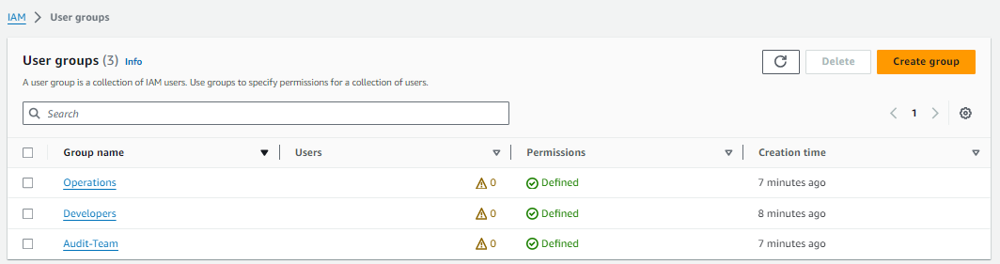 IAM > User groups
User groups (3) Info
Delete
Create group
A user group is a collection of IAM users. Use groups to specify permissions for a collection of users.
Search
1
Group name Users Permissions Creation time
Operations 0 Defined 7 minutes ago
Developers 0 Defined 8 minutes ago
Audit-Team 0 Defined 7 minutes ago